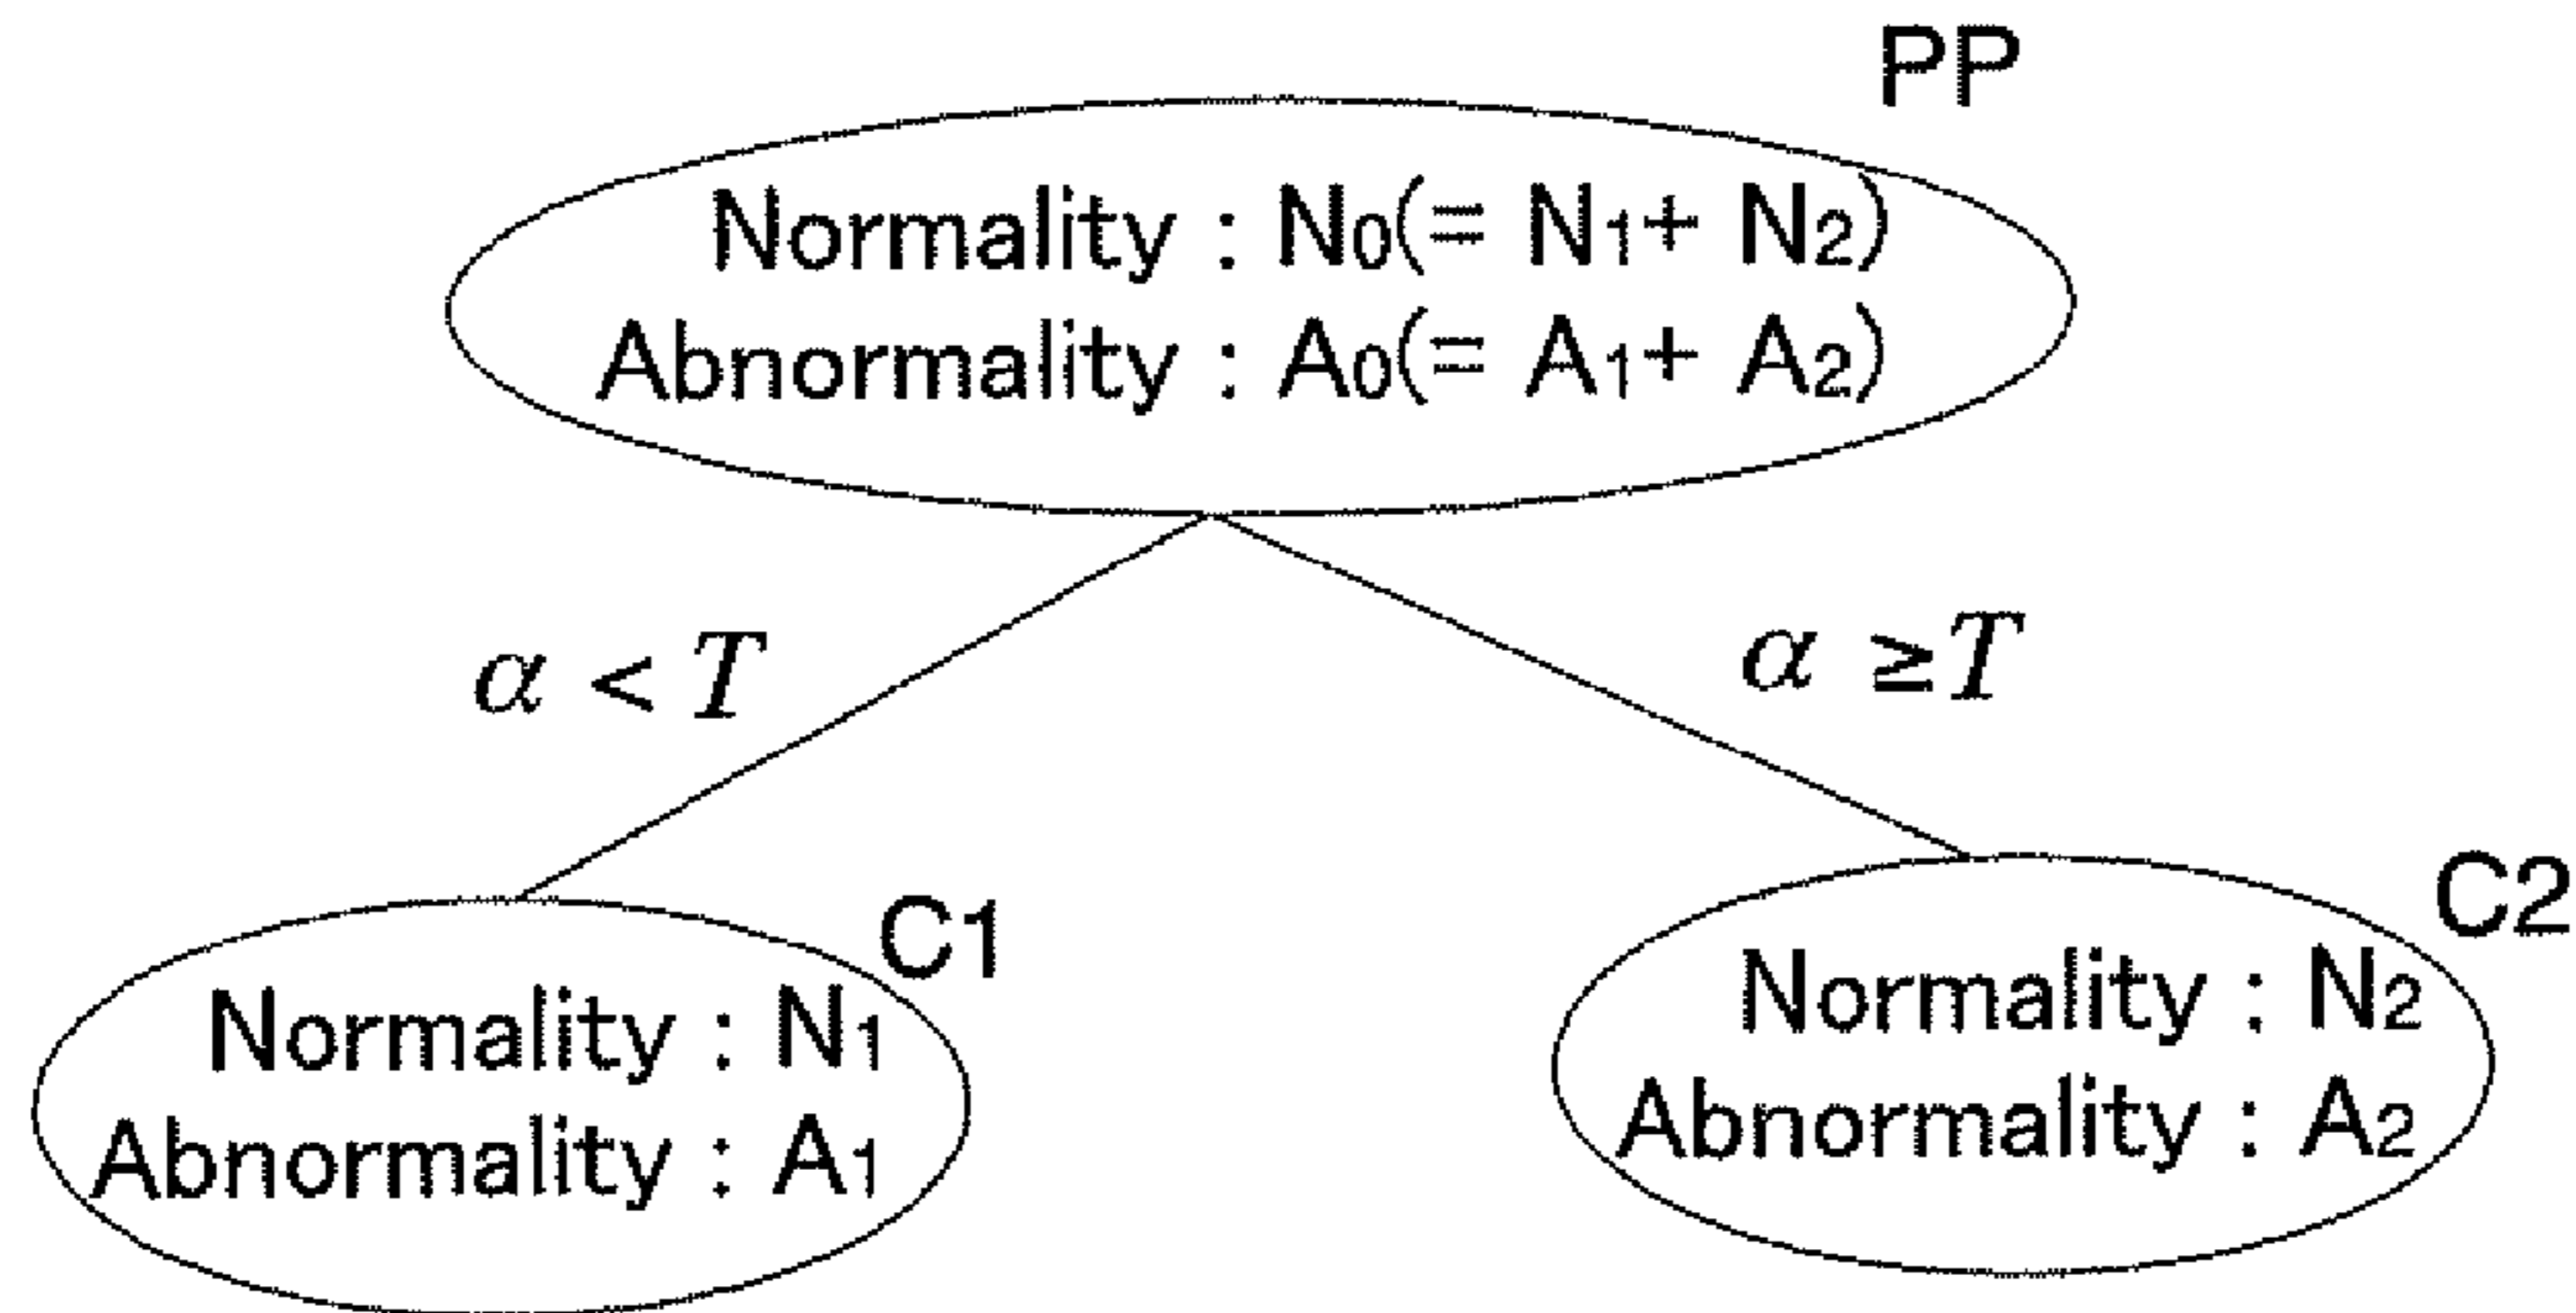 PP
Normality : N0(= N1+ N2)
Abnormality : A0(= A1+ A2)
α < T
α ≥T
C1
Normality : N1
Abnormality : A1
C2
Normality : N2
Abnormality : A2